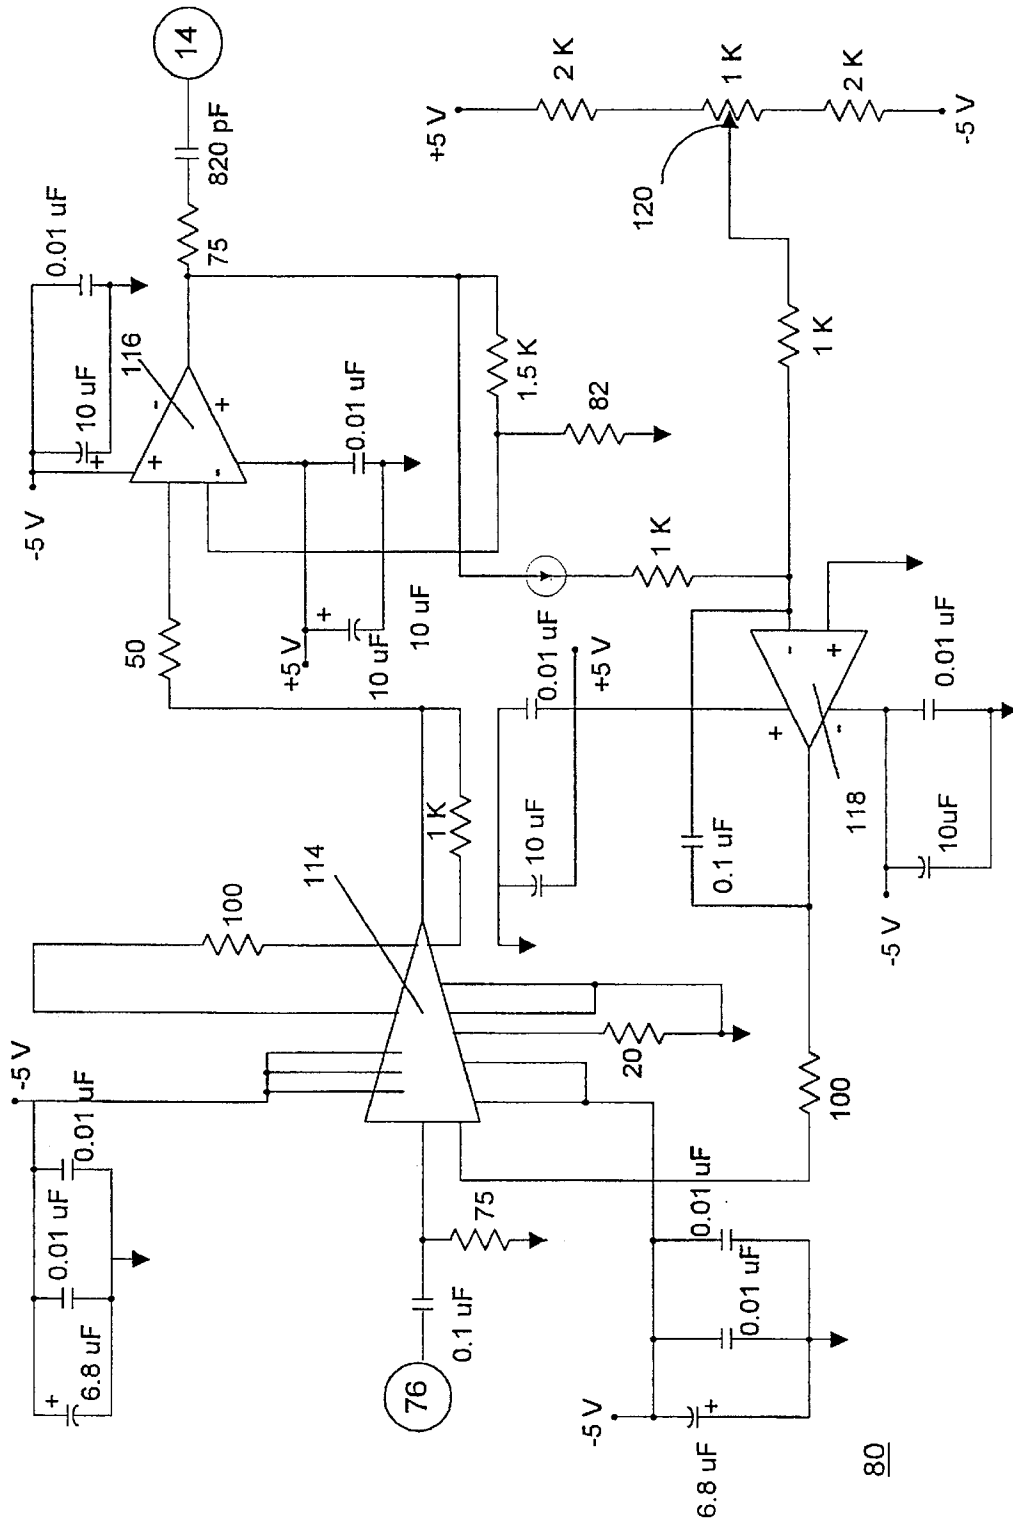 -5 V
-5 V
0.01 uF
0.01 uF
+
0.01 uF
10 uF
+
6.8 uF
116
50
+
-
14
-
+
75
820 pF
100
+5 V
114
+
0.01 uF
10 uF
10 uF
76
1 K
+5 V
0.1 uF
75
1.5 K
10 uF
0.01 uF
2 K
-5 V
82
+5 V
20
120
1 K
0.01 uF
6.8 uF
+
0.1 uF
1 K
0.01 uF
+
-
1 K
+
-
100
2 K
118
80
-5 V
0.01 uF
10uF
-5 V